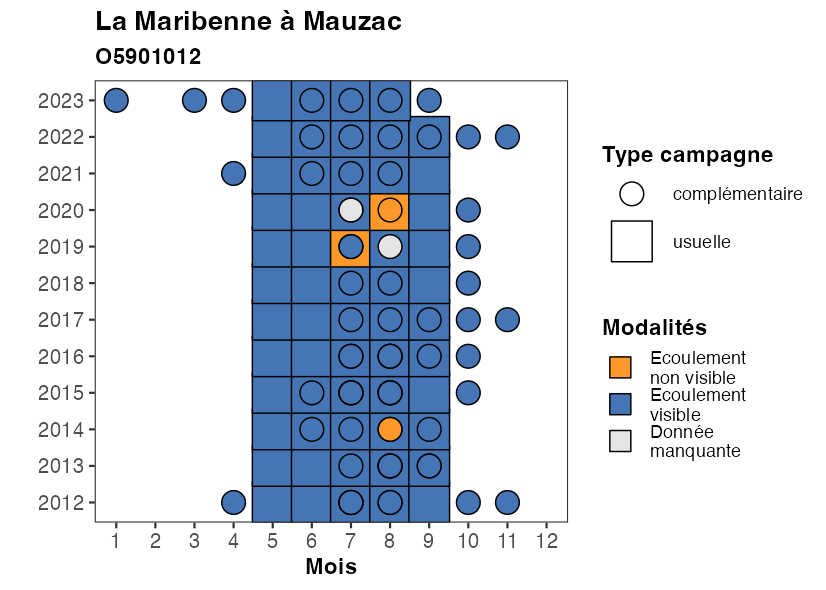 La Maribenne à Mauzac
O5901012
2023
2022
2021
2020
2019
2018
2017
2016
2015
2014
2013
2012
1 2 3 4 5 6 7 8 9 10 11 12
Mois
Type campagne
complémentaire
usuelle
Modalités
Ecoulement
non visible
Ecoulement
visible
Donnée
manquante